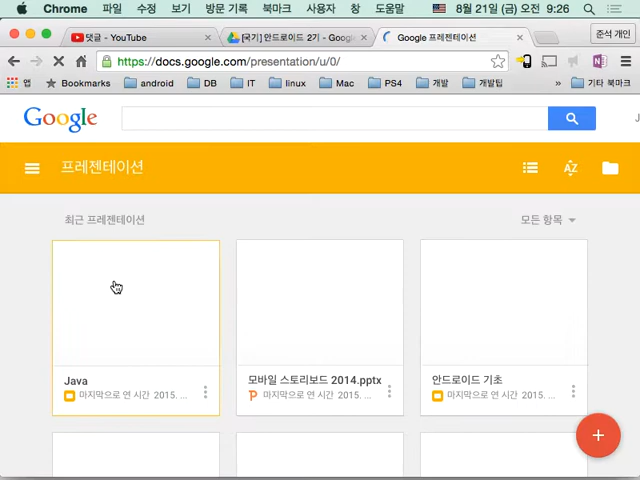 Chrome 파일 수정 보기 방문 기록 북마크 사용자 창 도움말 8월 21일(금) 오전 9:26
댓글 - YouTube
[국기] 안드로이드 2기 - Googl
Google 프레젠테이션
준석 개인
https://docs.google.com/presentation/u/0/
앱 Bookmarks android DB IT linux Mac PS4 개발 개발팁 » 기타 북마크
Google
J
프레젠테이션
AZ
최근 프레젠테이션
모든 항목
Java
마지막으로 연 시간 2015. ...
모바일 스토리보드 2014.pptx
마지막으로 연 시간 2015. ...
안드로이드 기초
마지막으로 연 시간 2015. ...